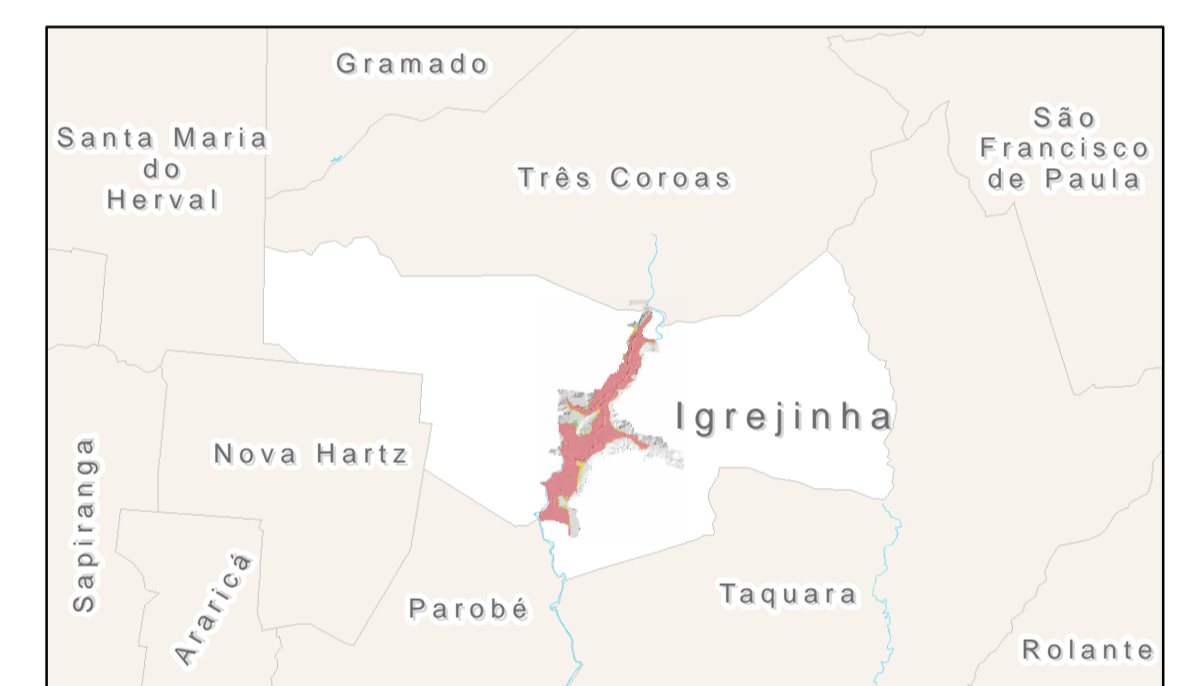 Gramado
Santa Maria
do
Herval
São
Francisco
de Paula
Três Coroas
Igrejinha
Nova Hartz
Sapiranga
Araricá
Parobé
Taquara
Rolante